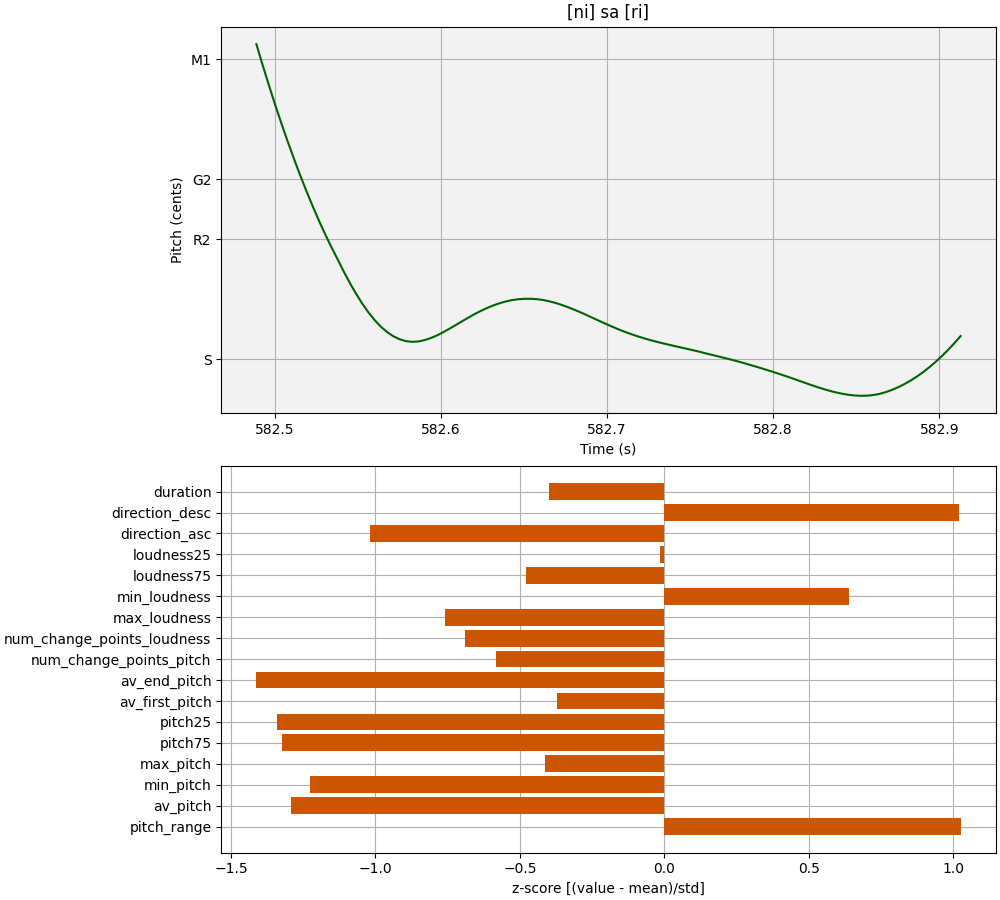 [ni] sa [ri]
M1
G2
R2
S
Pitch (cents)
582.5 582.6 582.7 582.8 582.9
Time (s)
duration
direction_desc
direction_asc
loudness25
loudness75
min_loudness
max_loudness
num_change_points_loudness
num_change_points_pitch
av_end_pitch
av_first_pitch
pitch25
pitch75
max_pitch
min_pitch
av_pitch
pitch_range
−1.5 −1.0 −0.5 0.0 0.5 1.0
z-score [(value - mean)/std]